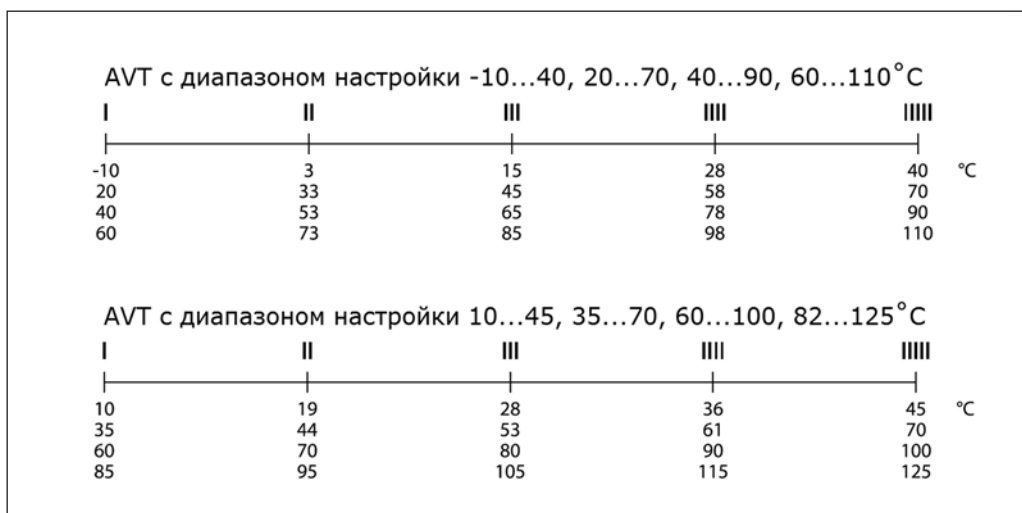 AVT с диапазоном настройки -10...40, 20...70, 40...90, 60...110°C
I II III IIII IIIII
-10 3 15 28 40 °C
20 33 45 58 70
40 53 65 78 90
60 73 85 98 110
AVT с диапазоном настройки 10...45, 35...70, 60...100, 82...125°C
I II III IIII IIIII
10 19 28 36 45 °C
35 44 53 61 70
60 70 80 90 100
85 95 105 115 125